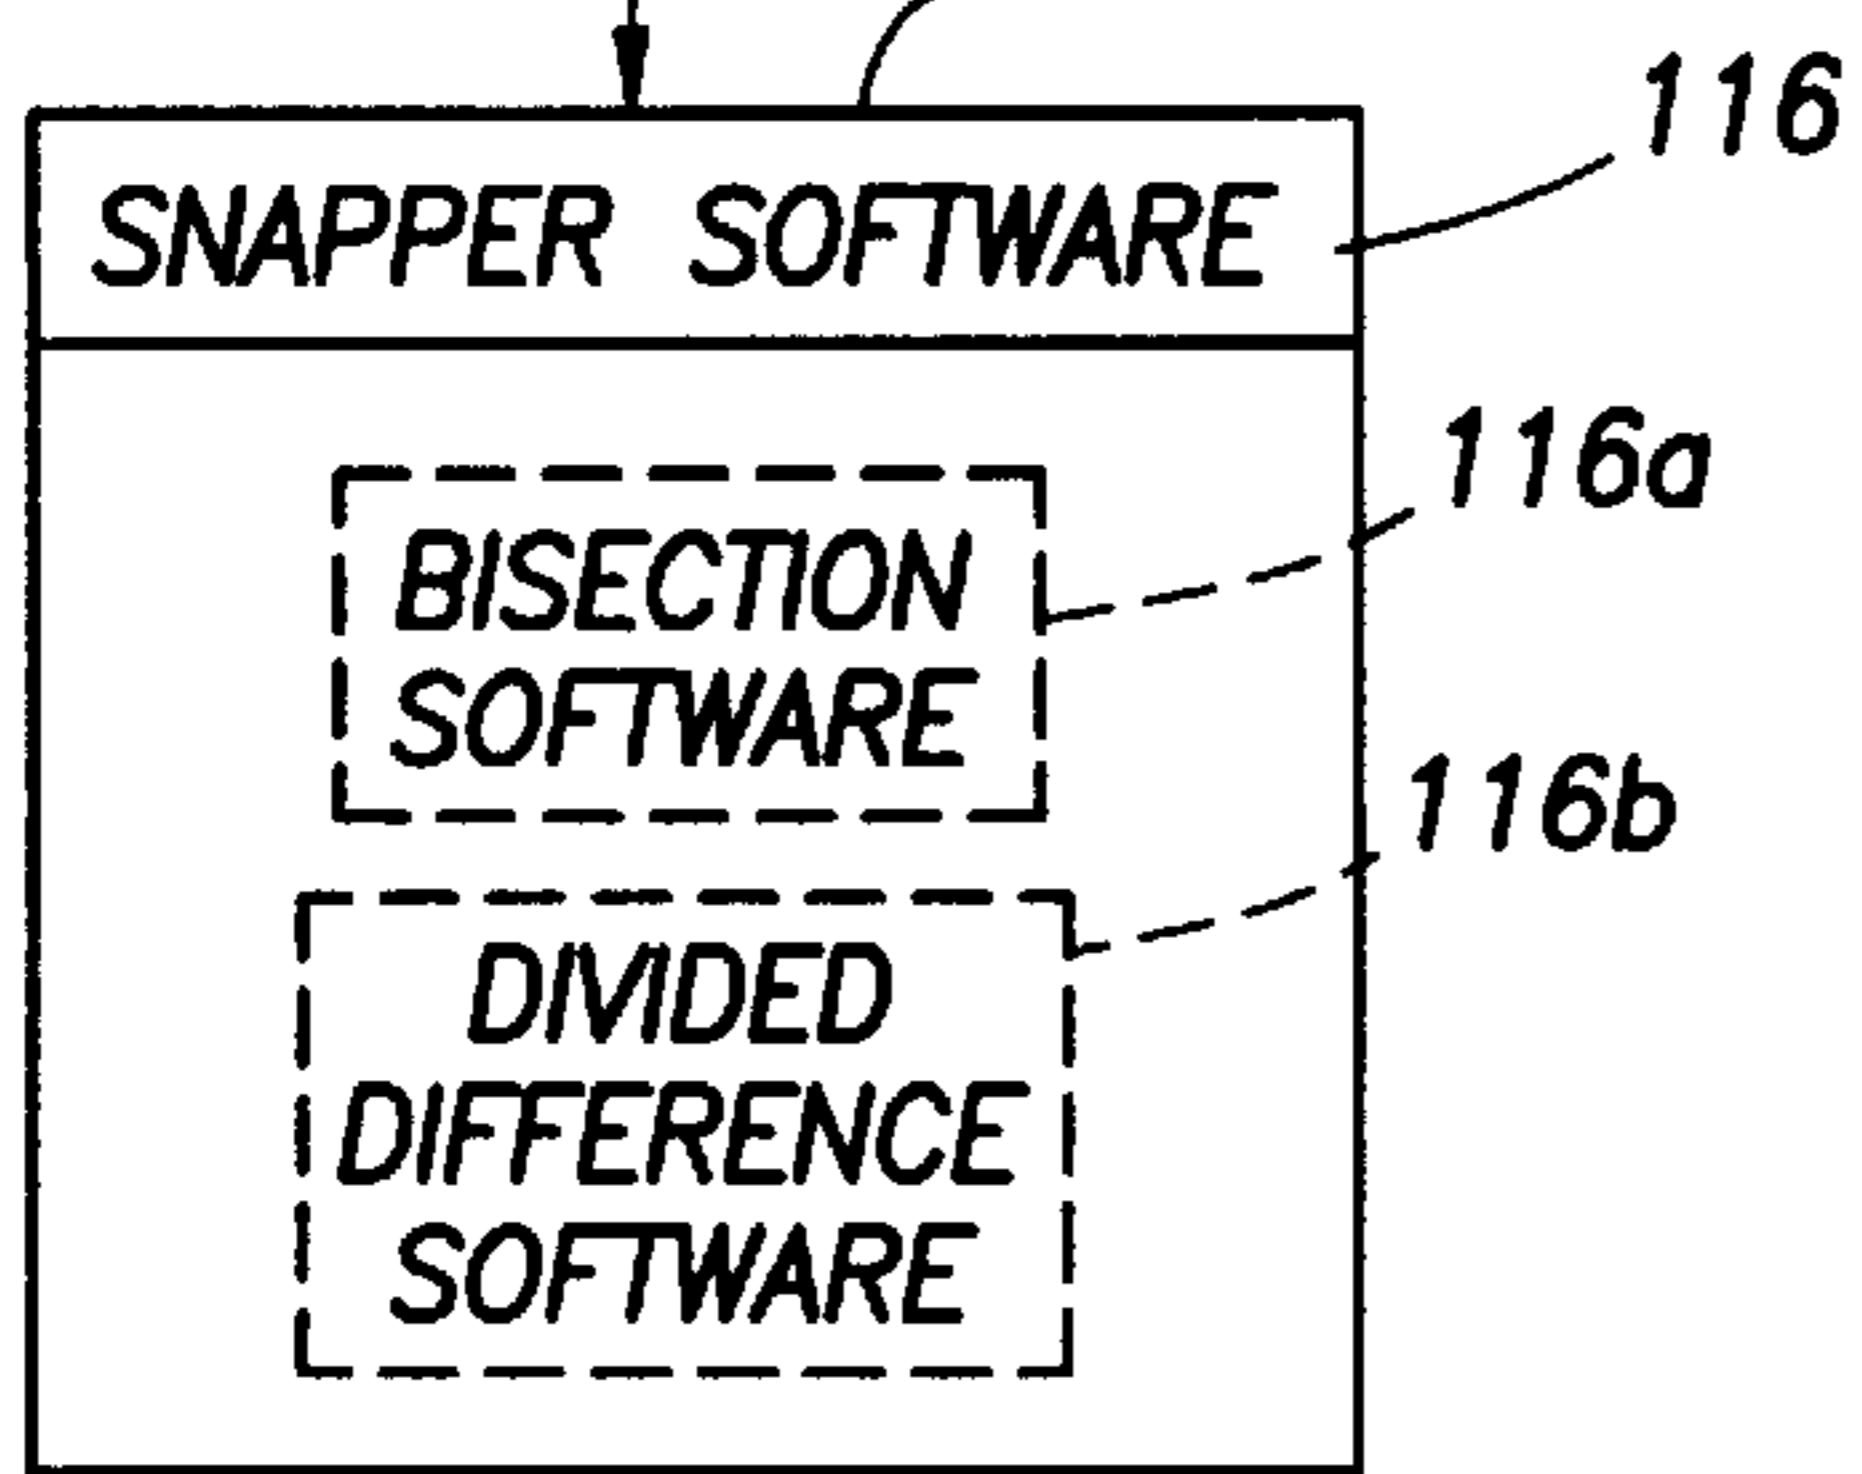 116
SNAPPER SOFTWARE
116a
BISECTION
SOFTWARE
116b
DIVIDED
DIFFERENCE
SOFTWARE